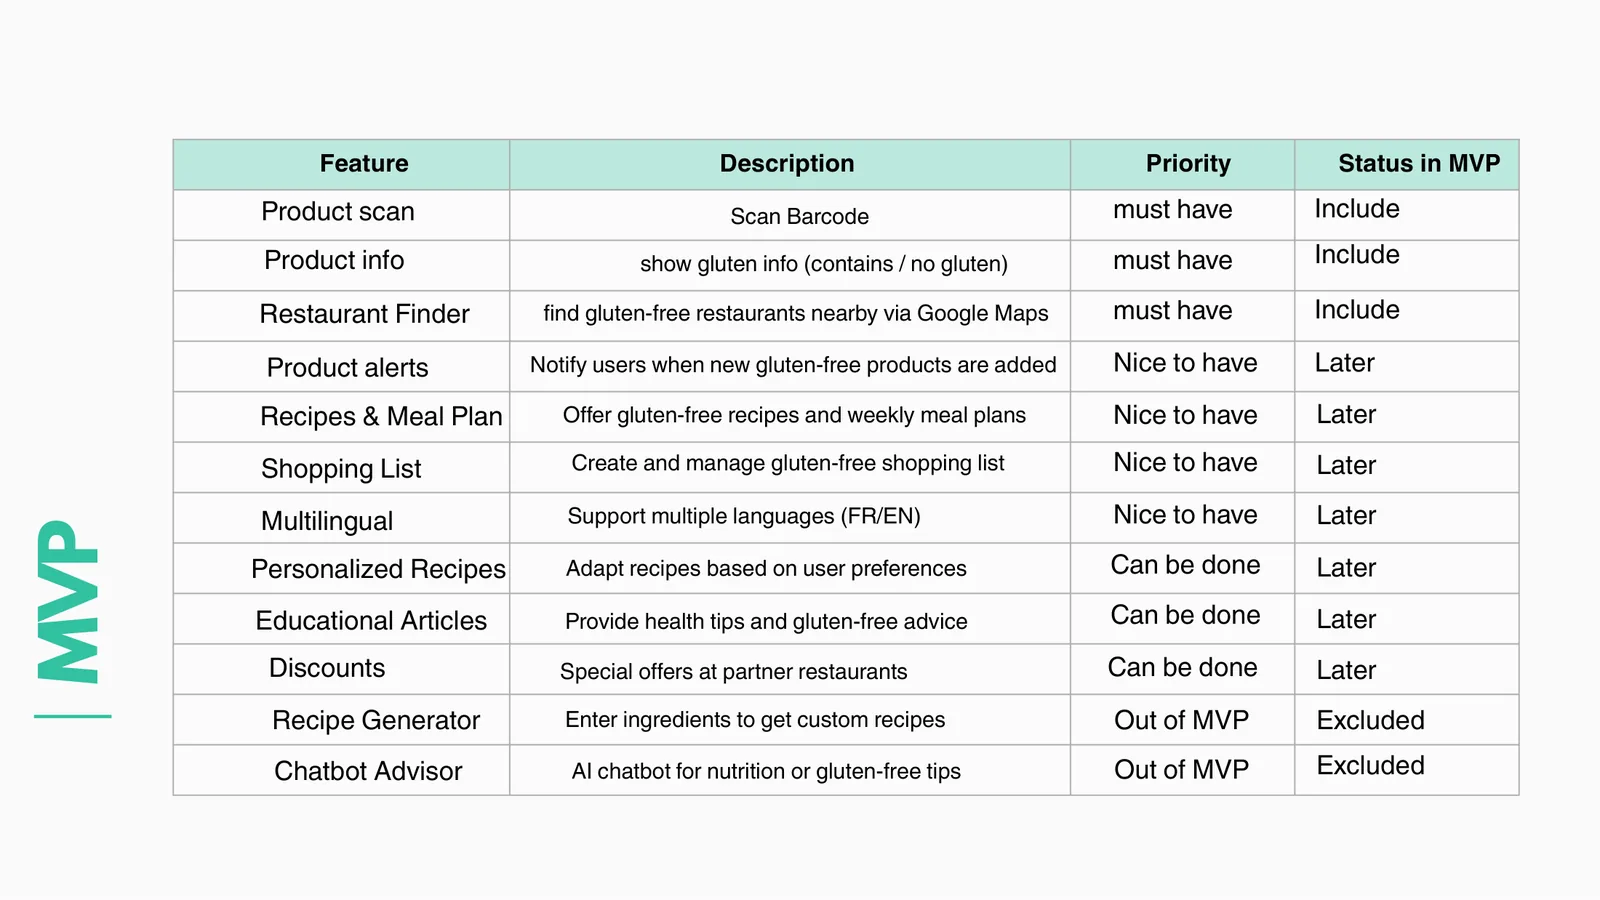 MVP
Feature Description Priority Status in MVP
Product scan Scan Barcode must have Include
Product info show gluten info (contains / no gluten) must have Include
Restaurant Finder find gluten-free restaurants nearby via Google Maps must have Include
Product alerts Notify users when new gluten-free products are added Nice to have Later
Recipes & Meal Plan Offer gluten-free recipes and weekly meal plans Nice to have Later
Shopping List Create and manage gluten-free shopping list Nice to have Later
Multilingual Support multiple languages (FR/EN) Nice to have Later
Personalized Recipes Adapt recipes based on user preferences Can be done Later
Educational Articles Provide health tips and gluten-free advice Can be done Later
Discounts Special offers at partner restaurants Can be done Later
Recipe Generator Enter ingredients to get custom recipes Out of MVP Excluded
Chatbot Advisor AI chatbot for nutrition or gluten-free tips Out of MVP Excluded